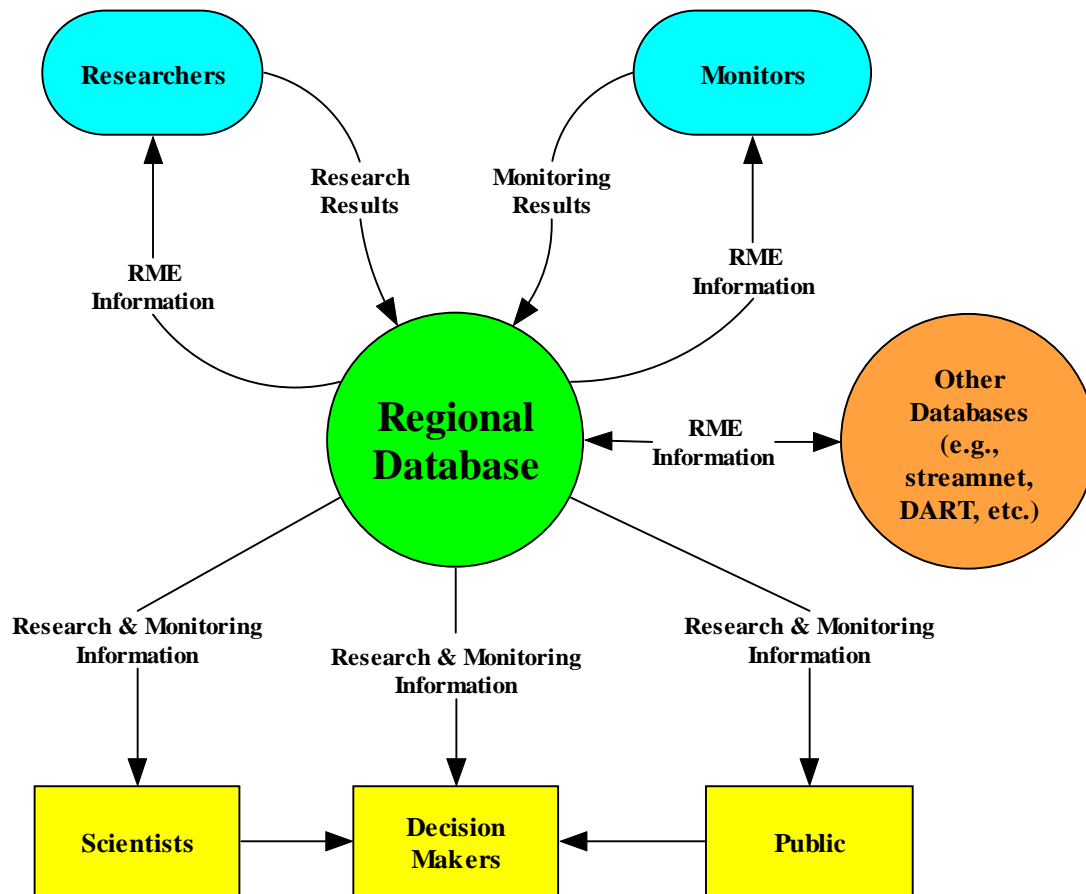 Researchers
Monitors
Research
Results
Monitoring
Results
RME
Information
RME
Information
Regional
Database
RME
Information
Other
Databases
(e.g.,
streamnet,
DART, etc.)
Research & Monitoring
Information
Research & Monitoring
Information
Research & Monitoring
Information
Scientists
Decision
Makers
Public